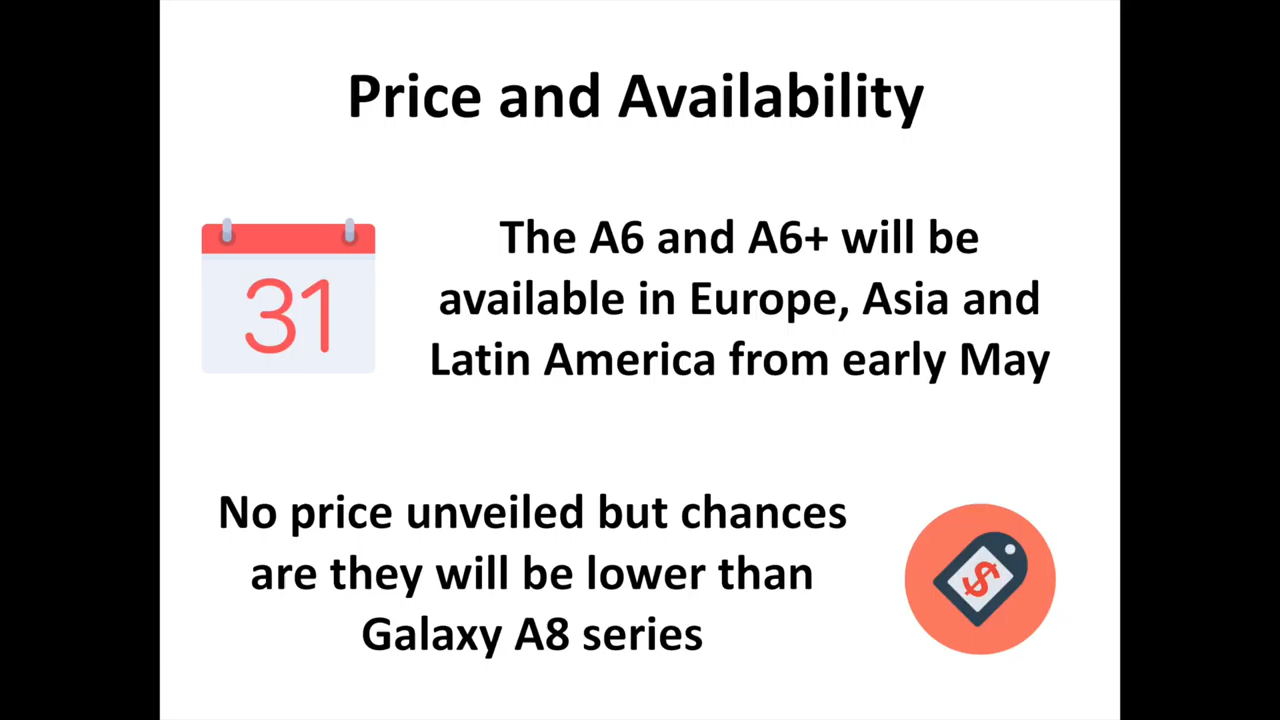 Price and Availability
31
The A6 and A6+ will be
available in Europe, Asia and
Latin America from early May
No price unveiled but chances
are they will be lower than
Galaxy A8 series
$